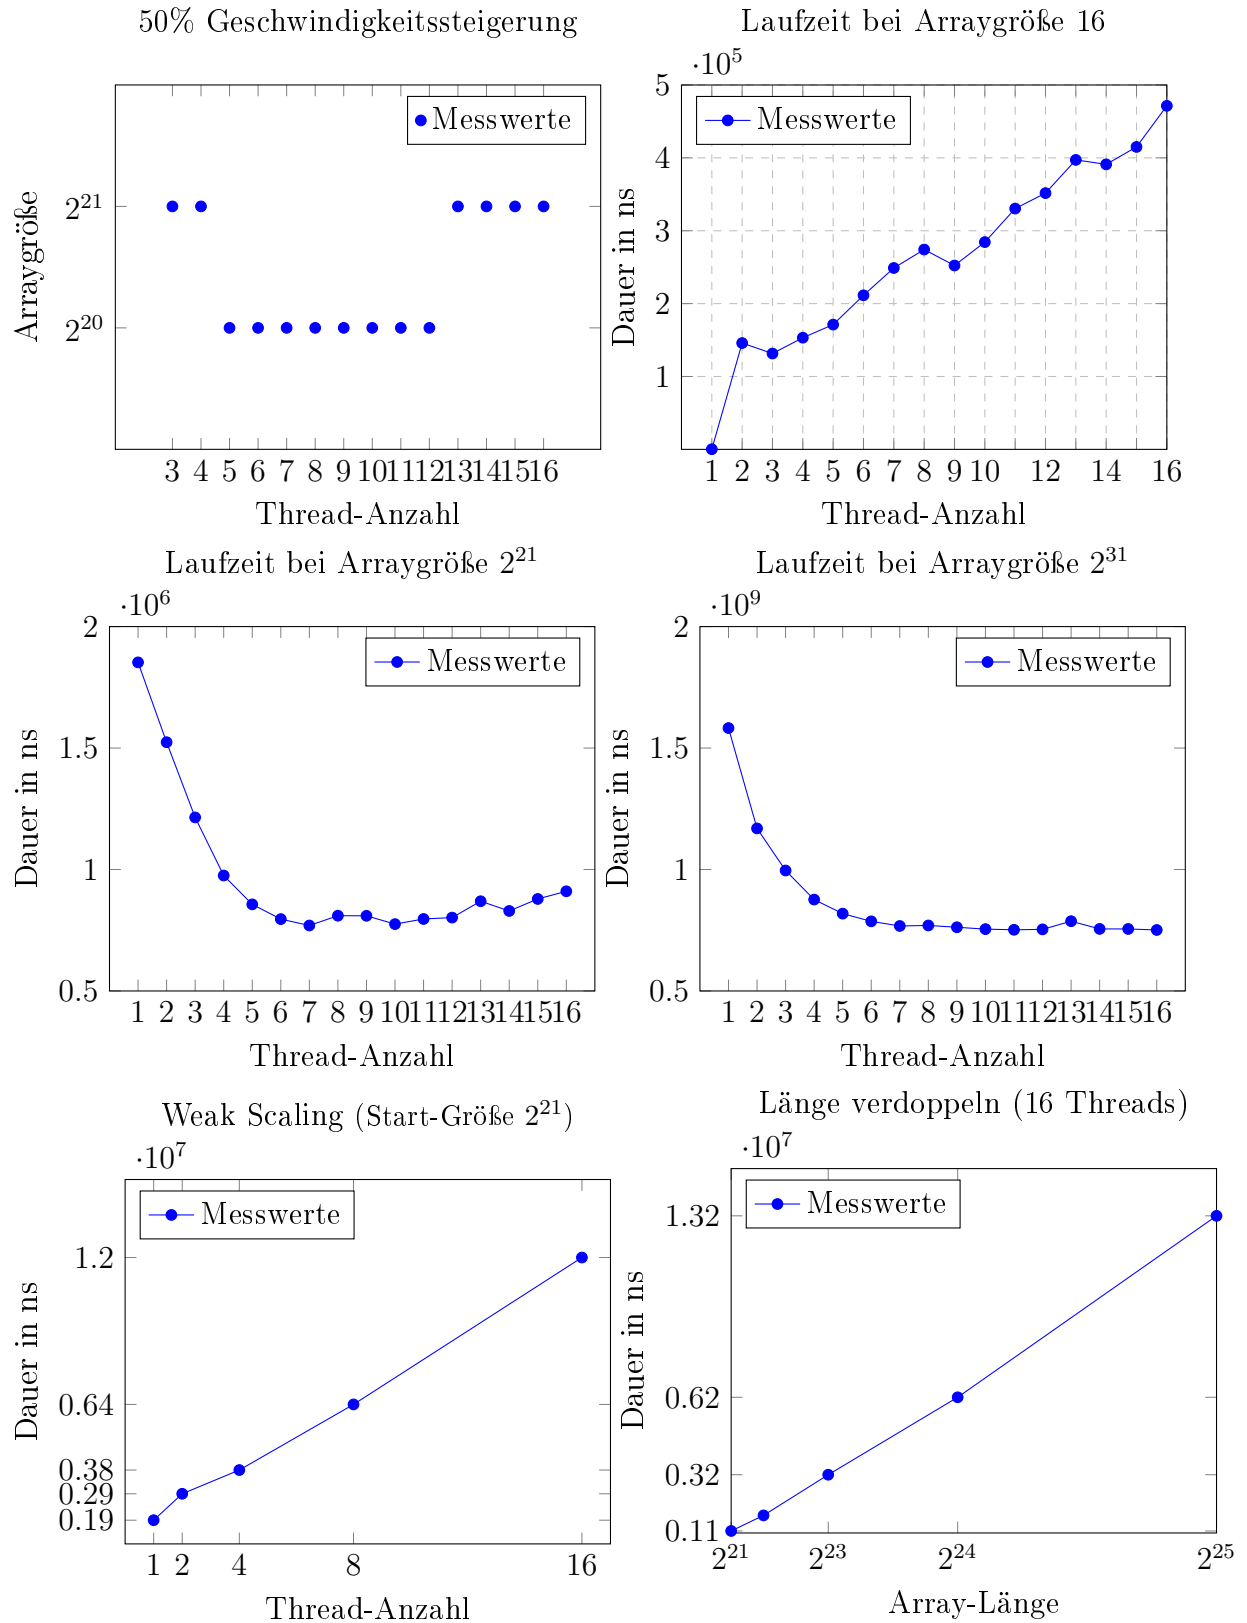 50% Geschwindigkeitssteigerung
Messwerte
2^21
2^20
Arraygröße
3 4 5 6 7 8 9 10 11 12 13 14 15 16
Thread-Anzahl
Laufzeit bei Arraygröße 16
·10^5
Messwerte
5
4
3
2
1
Dauer in ns
1 2 3 4 5 6 7 8 9 10 12 14 16
Thread-Anzahl
Laufzeit bei Arraygröße 2^21
·10^6
Messwerte
2
1.5
1
0.5
Dauer in ns
1 2 3 4 5 6 7 8 9 10 11 12 13 14 15 16
Thread-Anzahl
Laufzeit bei Arraygröße 2^31
·10^9
Messwerte
2
1.5
1
0.5
Dauer in ns
1 2 3 4 5 6 7 8 9 10 11 12 13 14 15 16
Thread-Anzahl
Weak Scaling (Start-Größe 2^21)
·10^7
Messwerte
1.2
0.64
0.38
0.29
0.19
Dauer in ns
1 2 4 8 16
Thread-Anzahl
Länge verdoppeln (16 Threads)
·10^7
Messwerte
1.32
0.62
0.32
0.11
Dauer in ns
2^21 2^23 2^24 2^25
Array-Länge